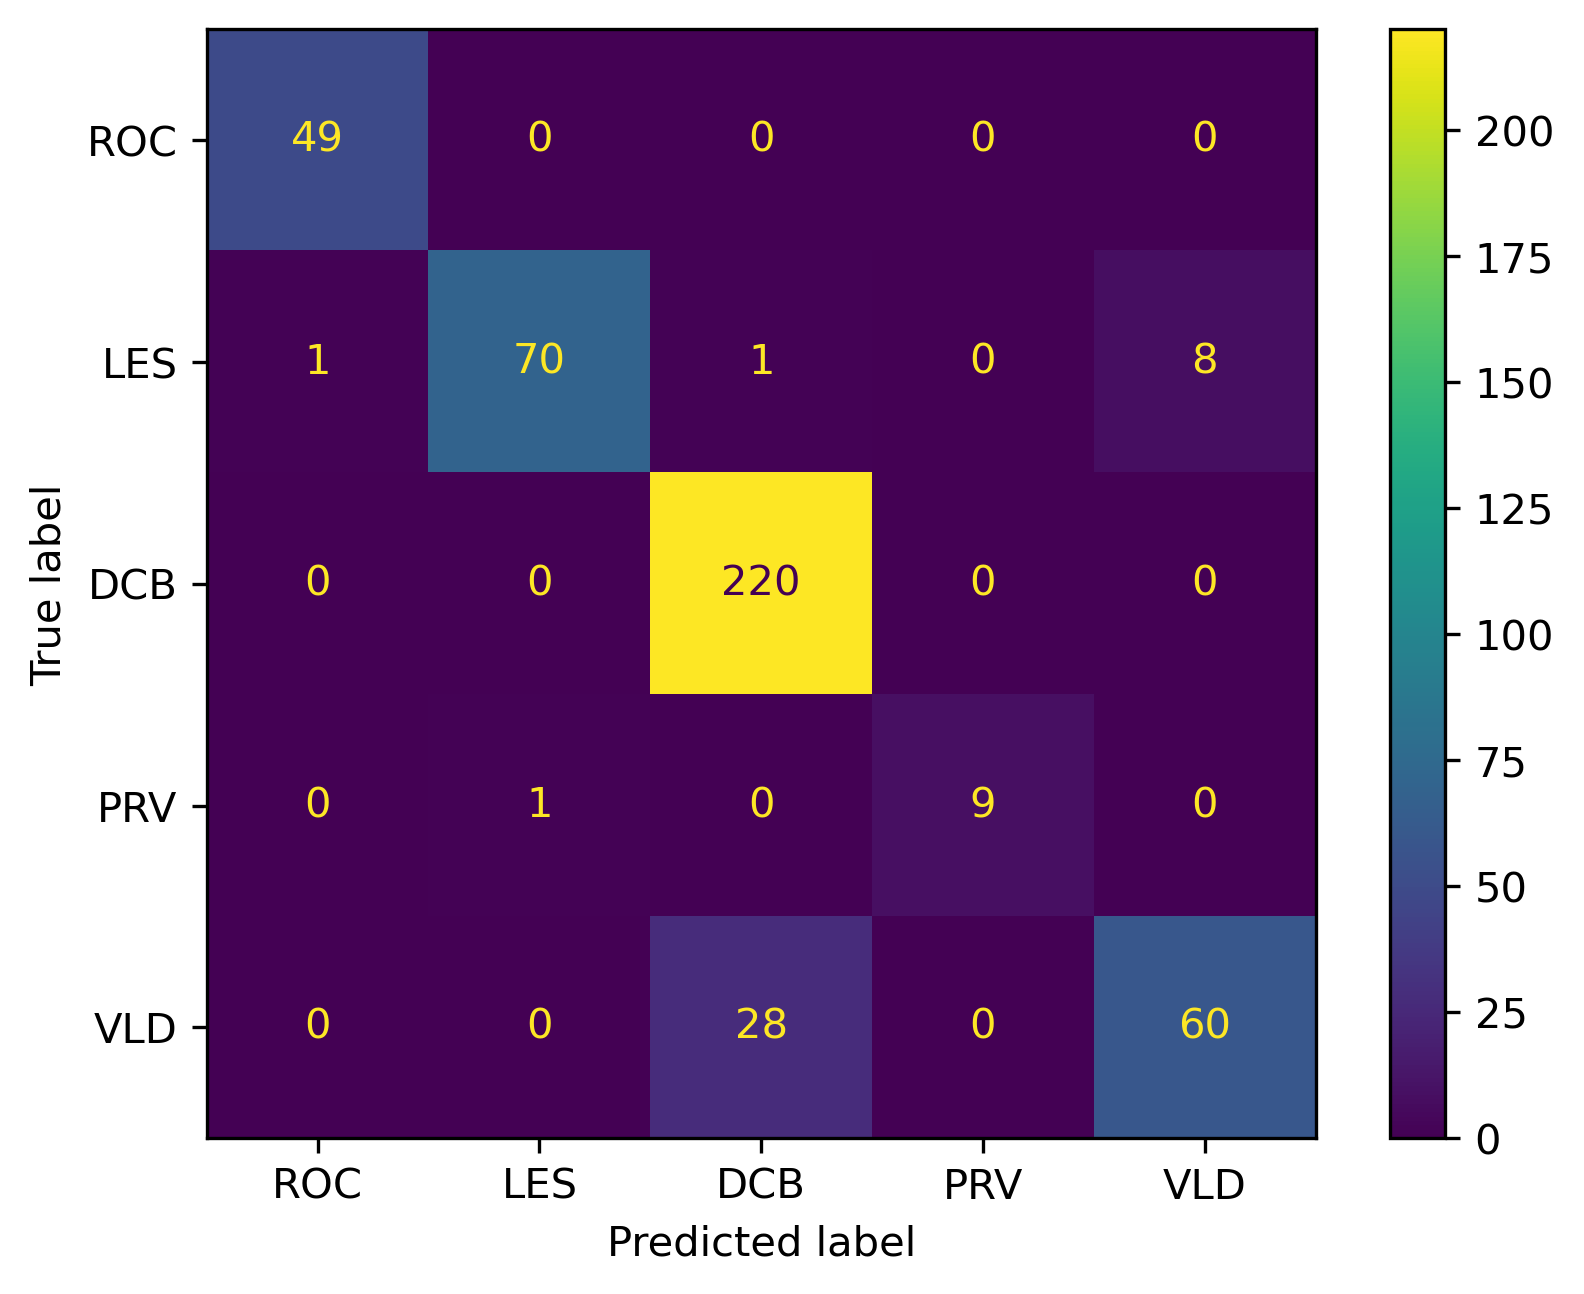 ROC 49 0 0 0 0
LES 1 70 1 0 8
DCB 0 0 220 0 0
PRV 0 1 0 9 0
VLD 0 0 28 0 60
ROC LES DCB PRV VLD
Predicted label
True label
200
175
150
125
100
75
50
25
0